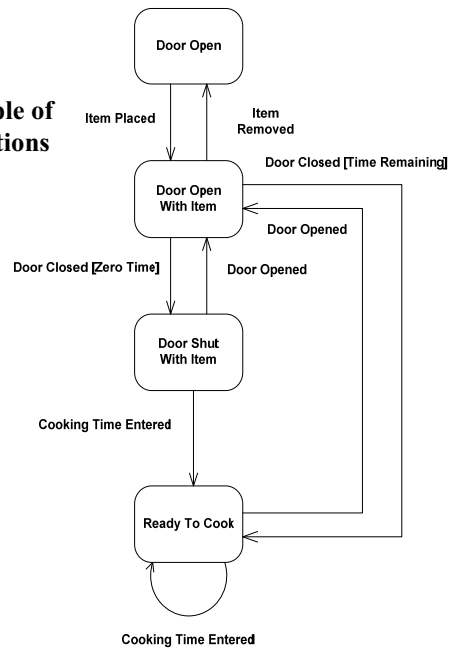 Door Open
Item Placed
Item
Removed
Door Closed [Time Remaining]
Door Open
With Item
Door Opened
Door Closed [Zero Time]
Door Opened
Door Shut
With Item
Cooking Time Entered
Ready To Cook
Cooking Time Entered